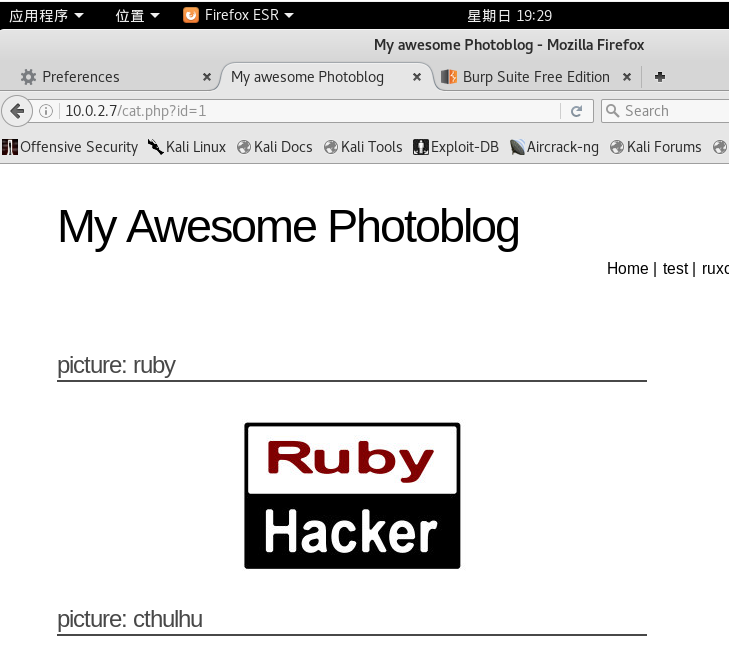 应用程序 位置 Firefox ESR 星期日 19:29
My awesome Photoblog - Mozilla Firefox
Preferences My awesome Photoblog Burp Suite Free Edition
10.0.2.7/cat.php?id=1 Search
Offensive Security Kali Linux Kali Docs Kali Tools Exploit-DB Aircrack-ng Kali Forums
My Awesome Photoblog
Home | test |
picture: ruby
Ruby
Hacker
picture: cthulhu